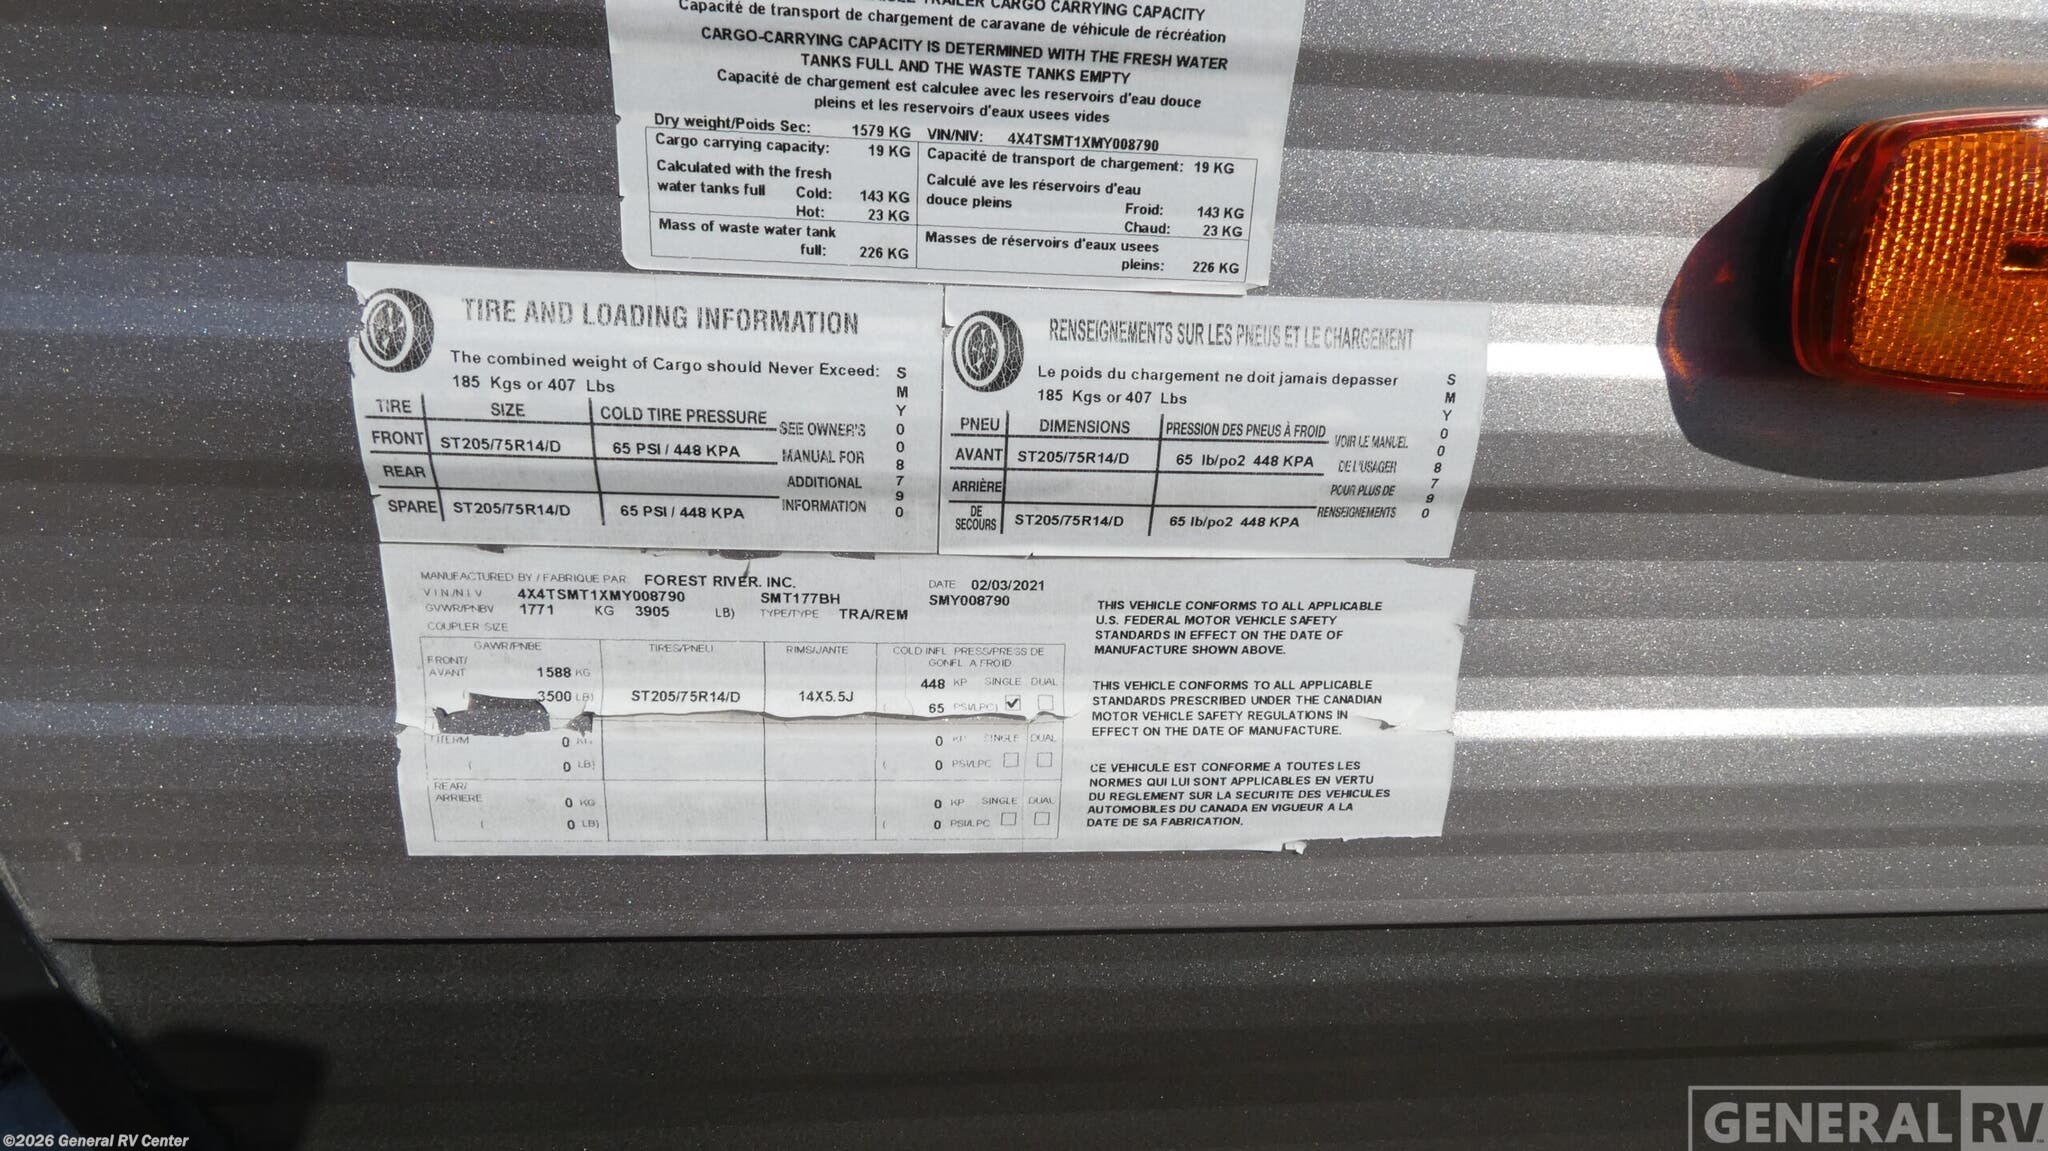 TRAILER CARGO CARRYING CAPACITY
Capacité de transport de chargement de caravane de véhicule de récréation
CARGO-CARRYING CAPACITY IS DETERMINED WITH THE FRESH WATER
TANKS FULL AND THE WASTE TANKS EMPTY
Capacité de chargement est calculee avec les reservoirs d'eau douce
pleins et les reservoirs d'eaux usees vides
Dry weight/Poids Sec: 1579 KG VIN/NIV: 4X4TSMT1XMY008790
Cargo carrying capacity: 19 KG
Calculated with the fresh
water tanks full Cold: 143 KG
Hot: 23 KG
Mass of waste water tank
full: 226 KG
Capacité de transport de chargement: 19 KG
Calculé ave les réservoirs d'eau
douce pleins Froid: 143 KG
Chaud: 23 KG
Masses de réservoirs d'eaux usees
pleins: 226 KG
TIRE AND LOADING INFORMATION
The combined weight of Cargo should Never Exceed:
185 Kgs or 407 Lbs
TIRE SIZE COLD TIRE PRESSURE
FRONT ST205/75R14/D 65 PSI / 448 KPA
REAR
SPARE ST205/75R14/D 65 PSI / 448 KPA
SEE OWNER'S
MANUAL FOR
ADDITIONAL
INFORMATION
SMY008790
RENSEIGNEMENTS SUR LES PNEUS ET LE CHARGEMENT
Le poids du chargement ne doit jamais depasser
185 Kgs or 407 Lbs
PNEU DIMENSIONS PRESSION DES PNEUS À FROID
AVANT ST205/75R14/D 65 lb/po2 448 KPA
ARRIÈRE
DE
SECOURS ST205/75R14/D 65 lb/po2 448 KPA
VOIR LE MANUEL
DE L'USAGER
POUR PLUS DE
RENSEIGNEMENTS
SMY008790
MANUFACTURED BY / FABRIQUE PAR FOREST RIVER, INC. DATE 02/03/2021
V I N / N I V 4X4TSMT1XMY008790 SMT177BH SMY008790
GVWR/PNBV 1771 KG 3905 LB) TYPE/TYPE TRA/REM
COUPLER SIZE
GAWR/PNBE TIRES/PNEU RIMS/JANTE COLD INFL. PRESS/PRESS DE
GONFL. A FROID
FRONT/
AVANT 1588 KG 448 KP SINGLE DUAL
3500 LB) ST205/75R14/D 14X5.5J ( 65 PSI/LPC)
0 KG 0 KP SINGLE DUAL
( 0 LB) ( 0 PSI/LPC
REAR/
ARRIERE 0 KG 0 KP SINGLE DUAL
( 0 LB) ( 0 PSI/LPC
THIS VEHICLE CONFORMS TO ALL APPLICABLE
U.S. FEDERAL MOTOR VEHICLE SAFETY
STANDARDS IN EFFECT ON THE DATE OF
MANUFACTURE SHOWN ABOVE.
THIS VEHICLE CONFORMS TO ALL APPLICABLE
STANDARDS PRESCRIBED UNDER THE CANADIAN
MOTOR VEHICLE SAFETY REGULATIONS IN
EFFECT ON THE DATE OF MANUFACTURE.
CE VEHICULE EST CONFORME A TOUTES LES
NORMES QUI LUI SONT APPLICABLES EN VERTU
DU REGLEMENT SUR LA SECURITE DES VEHICULES
AUTOMOBILES DU CANADA EN VIGUEUR A LA
DATE DE SA FABRICATION.
©2026 General RV Center
GENERAL RV